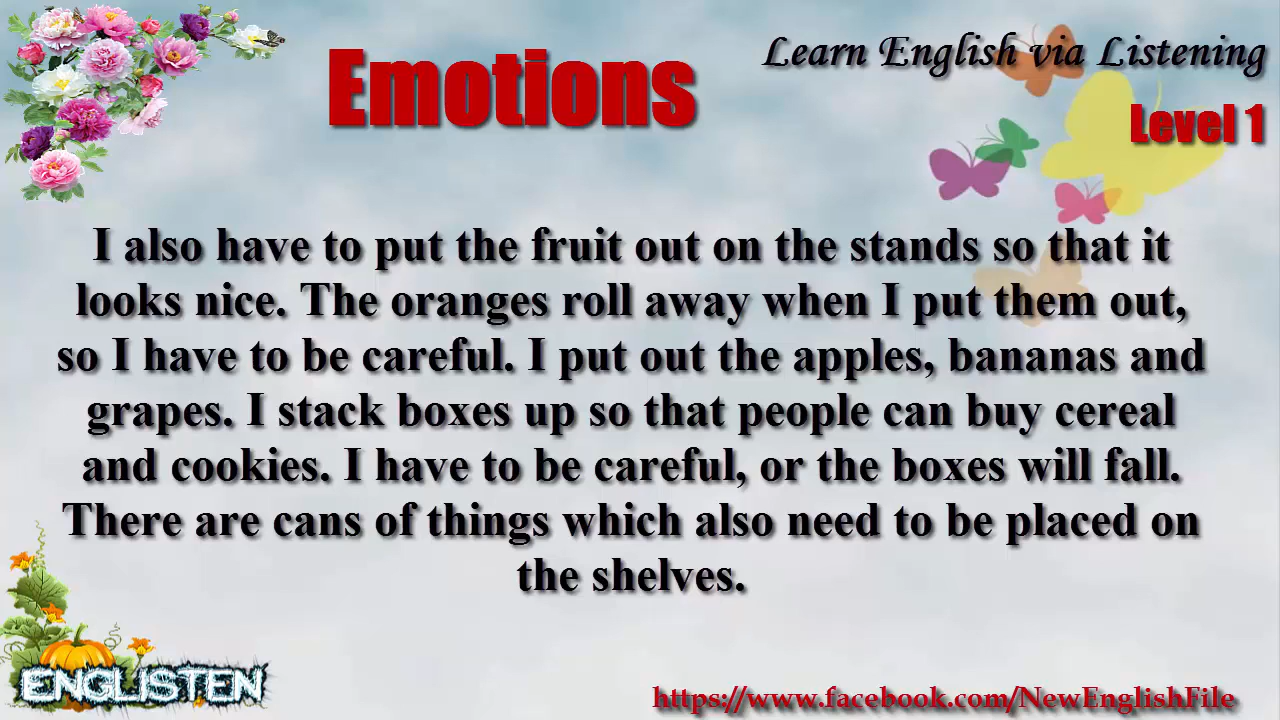 Learn English via Listening
Emotions
Level 1
I also have to put the fruit out on the stands so that it
looks nice. The oranges roll away when I put them out,
so I have to be careful. I put out the apples, bananas and
grapes. I stack boxes up so that people can buy cereal
and cookies. I have to be careful, or the boxes will fall.
There are cans of things which also need to be placed on
the shelves.
ENGLISTEN
https://www.facebook.com/NewEnglishFile